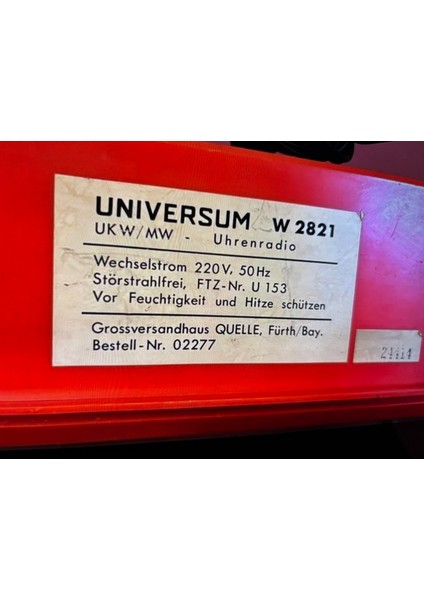 UNIVERSUM W 2821
UKW/MW - Uhrenradio
Wechselstrom 220V, 50Hz
Störstrahlfrei, FTZ-Nr. U 153
Vor Feuchtigkeit und Hitze schützen
Grossversandhaus QUELLE, Fürth/Bay.
Bestell-Nr. 02277